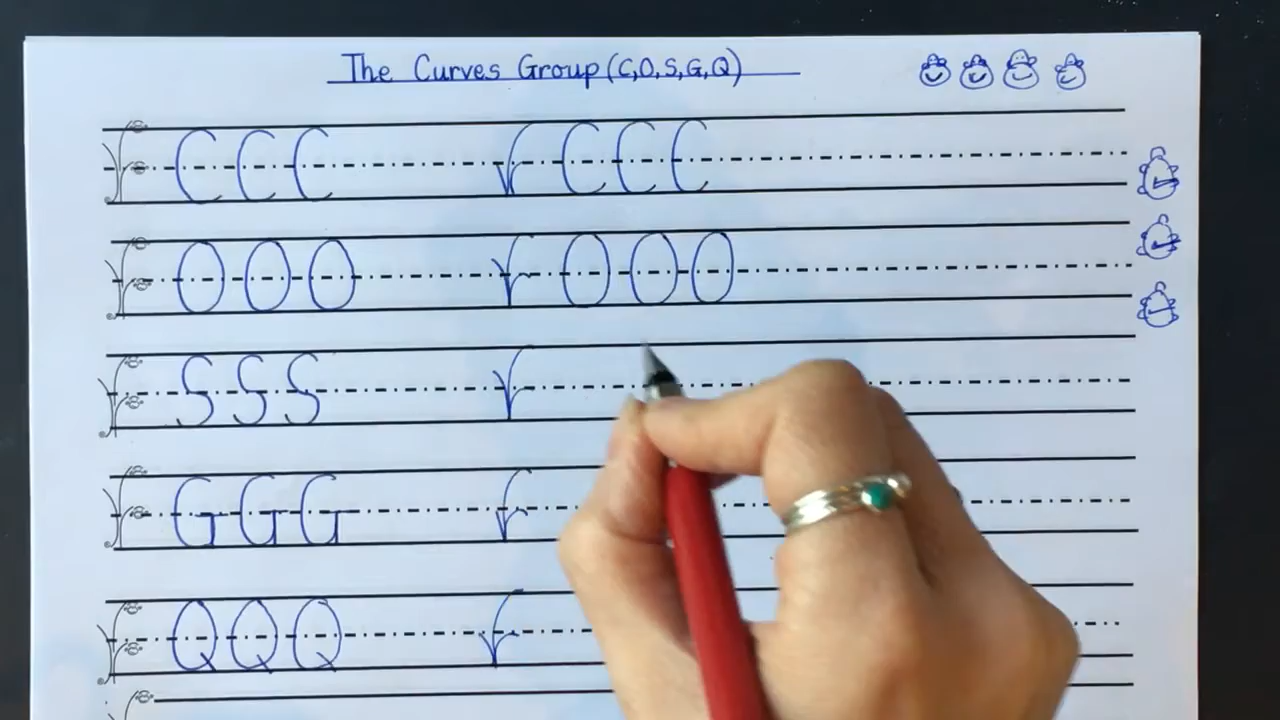 The Curves Group (C,O,S,G,Q)
C C C C C C
O O O O O O
S S S
G G G
Q Q Q